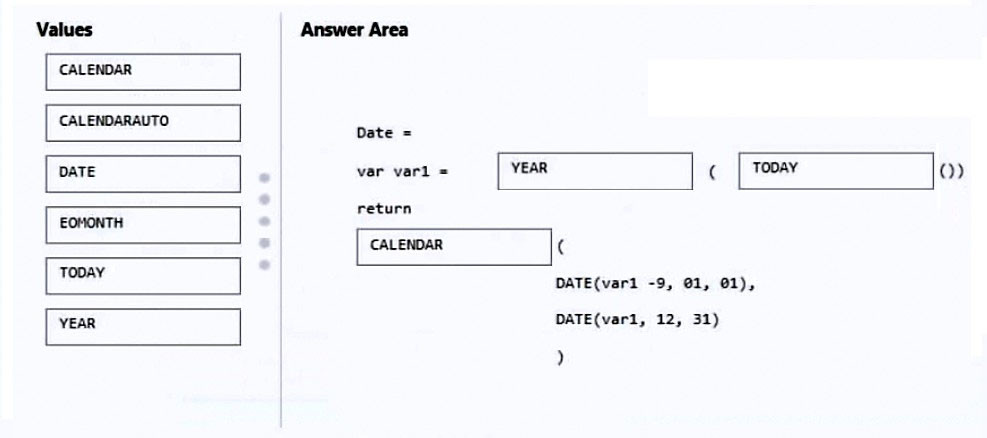 Values
CALENDAR
CALENDARAUTO
DATE
EOMONTH
TODAY
YEAR
Answer Area
Date =
var var1 = YEAR ( TODAY ())
return
CALENDAR (
DATE(var1 -9, 01, 01),
DATE(var1, 12, 31)
)